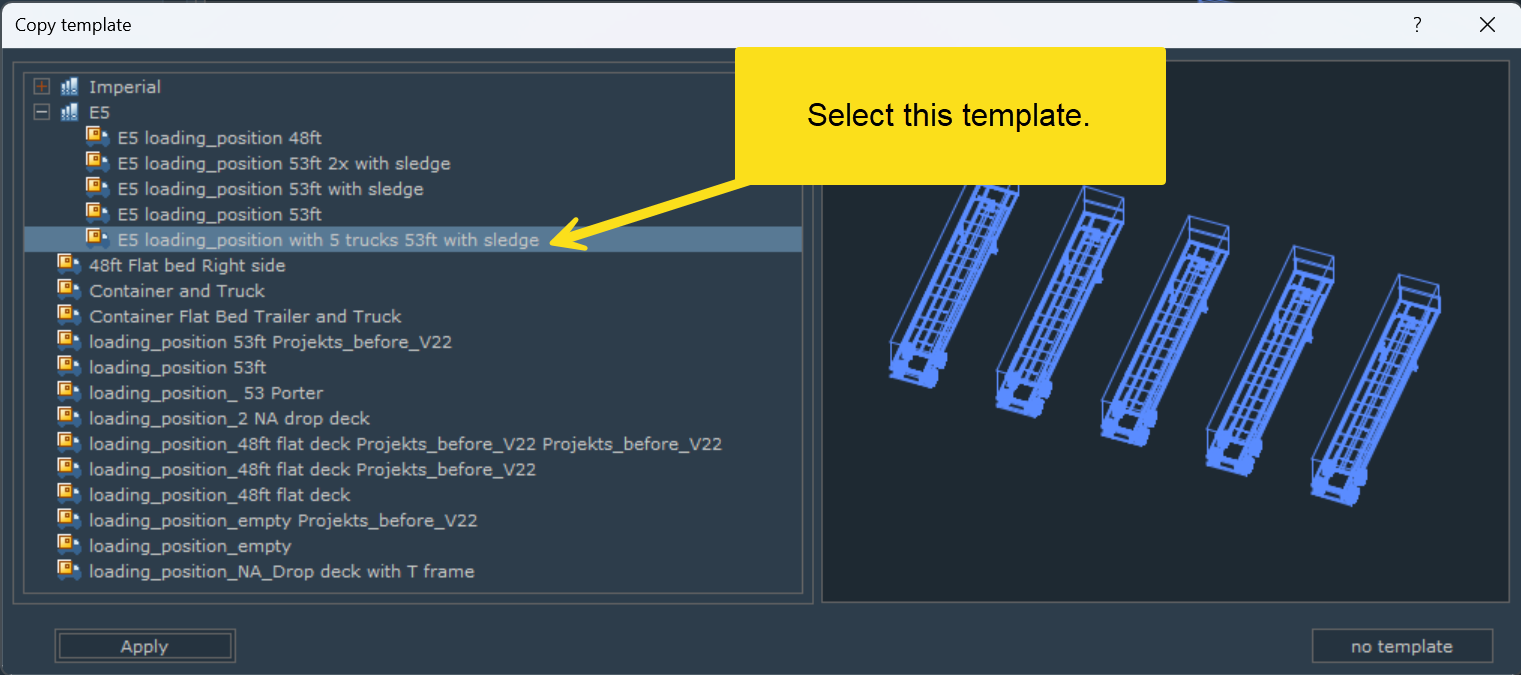 Copy template
?
Imperial
E5
E5 loading_position 48ft
E5 loading_position 53ft 2x with sledge
E5 loading_position 53ft with sledge
E5 loading_position 53ft
E5 loading_position with 5 trucks 53ft with sledge
48ft Flat bed Right side
Container and Truck
Container Flat Bed Trailer and Truck
loading_position 53ft Projekts_before_V22
loading_position 53ft
loading_position_ 53 Porter
loading_position_2 NA drop deck
loading_position_48ft flat deck Projekts_before_V22 Projekts_before_V22
loading_position_48ft flat deck Projekts_before_V22
loading_position_48ft flat deck
loading_position_empty Projekts_before_V22
loading_position_empty
loading_position_NA_Drop deck with T frame
Select this template.
Apply
no template